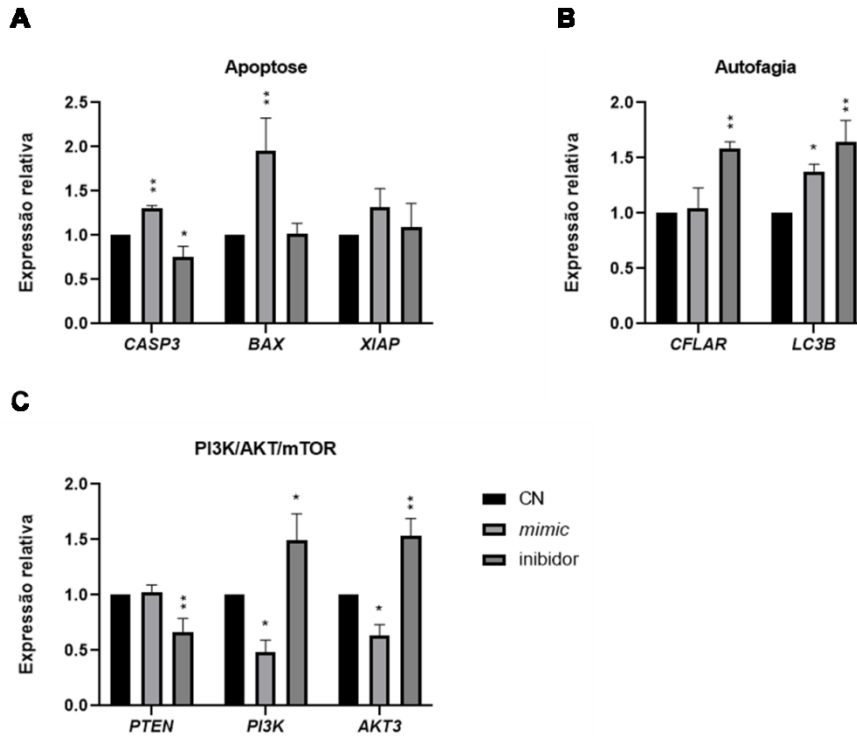 A
Apoptose
Expressão relativa
2.5
2.0
1.5
1.0
0.5
0.0
**
*
**
CASP3 BAX XIAP
B
Autofagia
Expressão relativa
2.0
1.5
1.0
0.5
0.0
**
*
**
CFLAR LC3B
C
PI3K/AKT/mTOR
Expressão relativa
2.0
1.5
1.0
0.5
0.0
**
*
*
*
**
PTEN PI3K AKT3
CN
mimic
inibidor